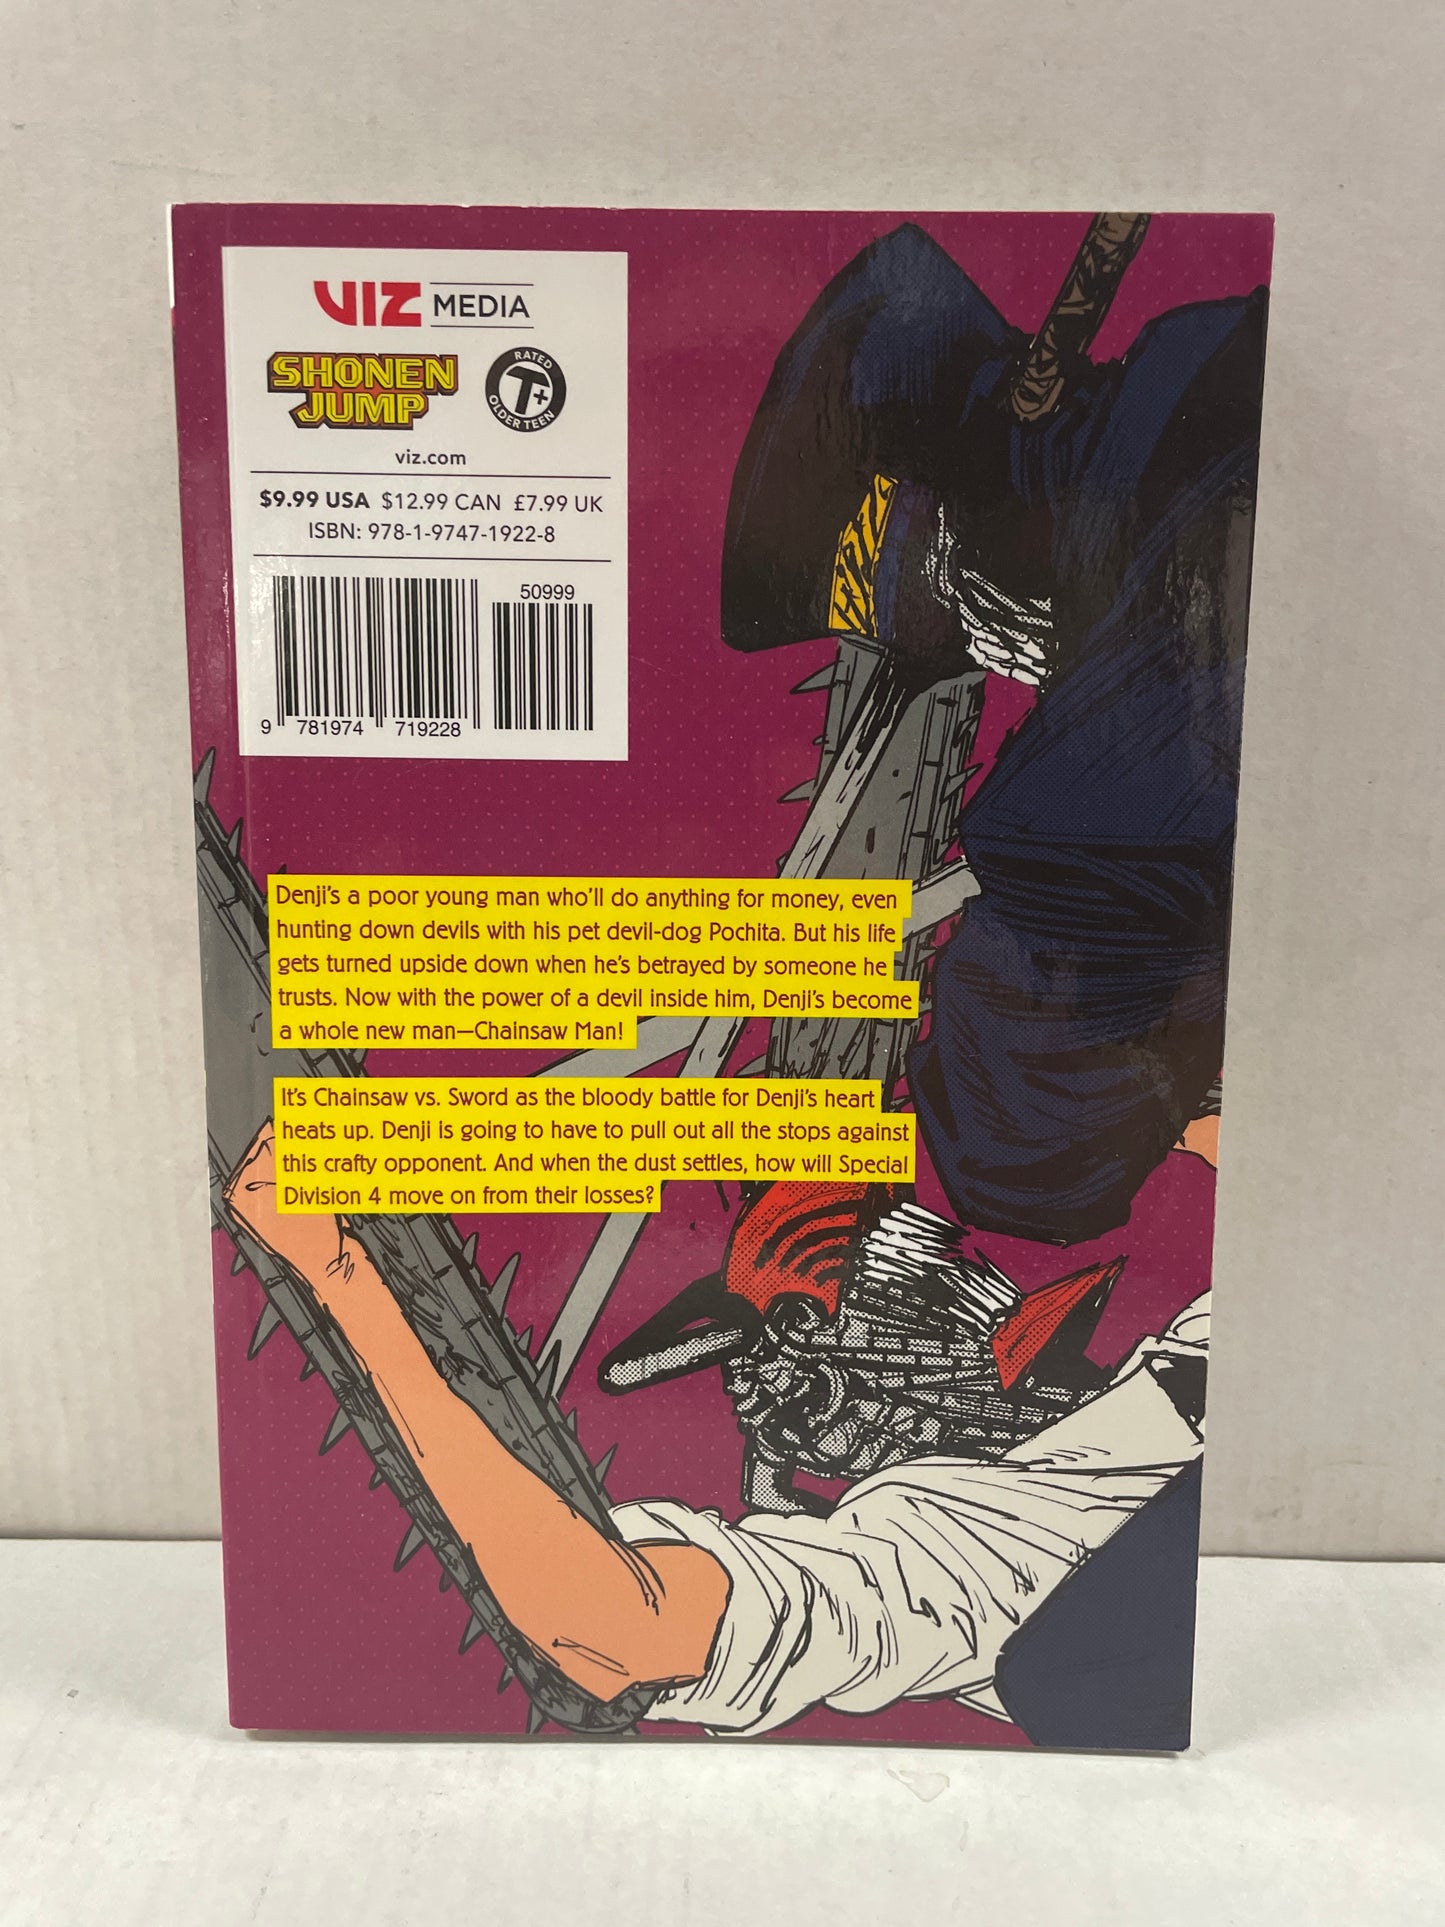 VIZ MEDIA
SHONEN
JUMP
RATED
T+
OLDER TEEN
viz.com
$9.99 USA $12.99 CAN £7.99 UK
ISBN: 978-1-9747-1922-8
50999
9 781974 719228
Denji's a poor young man who'll do anything for money, even
hunting down devils with his pet devil-dog Pochita. But his life
gets turned upside down when he's betrayed by someone he
trusts. Now with the power of a devil inside him, Denji's become
a whole new man—Chainsaw Man!
It's Chainsaw vs. Sword as the bloody battle for Denji's heart
heats up. Denji is going to have to pull out all the stops against
this crafty opponent. And when the dust settles, how will Special
Division 4 move on from their losses?